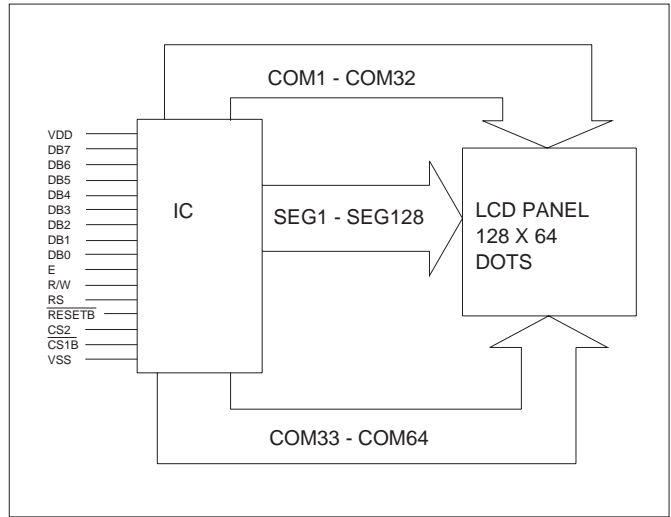 COM1 - COM32
VDD
DB7
DB6
DB5
DB4
DB3
DB2
DB1
DB0
E
R/W
RS
RESETB
CS2
CS1B
VSS
IC
SEG1 - SEG128
LCD PANEL
128 X 64
DOTS
COM33 - COM64